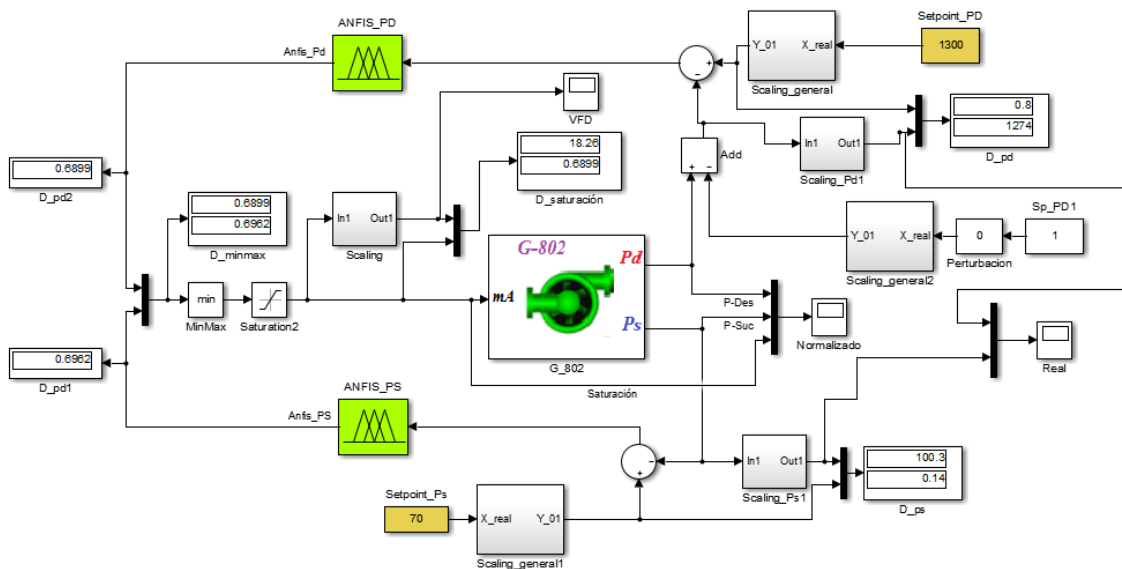 ANFIS_PD
Anfis_Pd
Setpoint_PD
1300
X_real
Y_01
Scaling_general
+
−
VFD
0.8
1274
D_pd
In1
Out1
Scaling_Pd1
Add
+
−
18.26
0.6899
D_saturación
0.6899
D_pd2
0.6899
0.6962
D_minmax
In1
Out1
Scaling
Y_01
X_real
Scaling_general2
0
Perturbacion
Sp_PD1
1
G-802
Pd
mA
Ps
G_802
min
MinMax
Saturation2
P-Des
P-Suc
Saturación
Normalizado
Real
0.6962
D_pd1
ANFIS_PS
Anfis_PS
−
+
In1
Out1
Scaling_Ps1
100.3
0.14
D_ps
Setpoint_Ps
70
X_real
Y_01
Scaling_general1